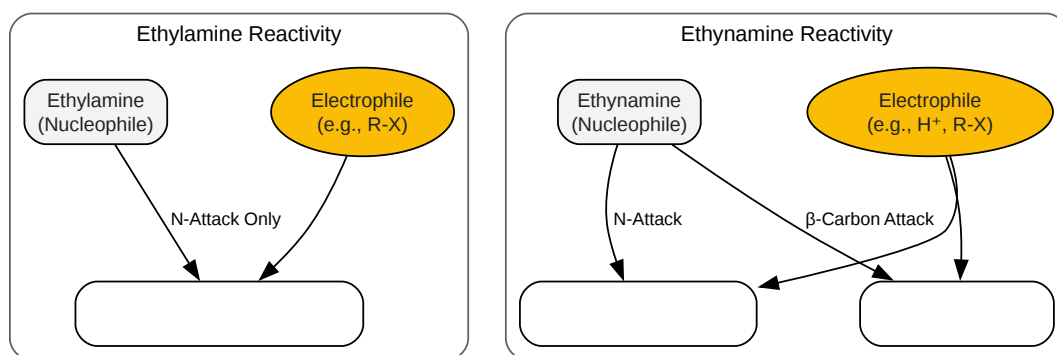 Ethylamine Reactivity
Ethylamine
(Nucleophile)
Electrophile
(e.g., R-X)
N-Attack Only
Ethynamine Reactivity
Ethynamine
(Nucleophile)
Electrophile
(e.g., H⁺, R-X)
N-Attack
β-Carbon Attack